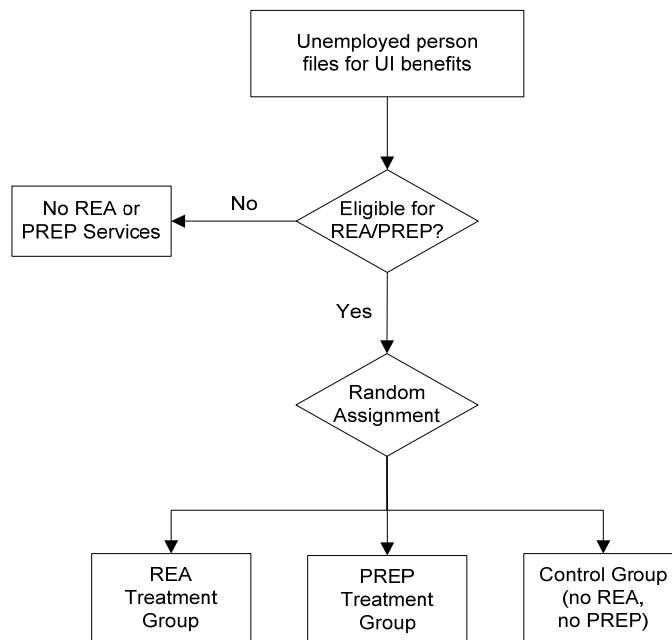 Unemployed person
files for UI benefits
No REA or
PREP Services
No
Eligible for
REA/PREP?
Yes
Random
Assignment
REA
Treatment
Group
PREP
Treatment
Group
Control Group
(no REA,
no PREP)